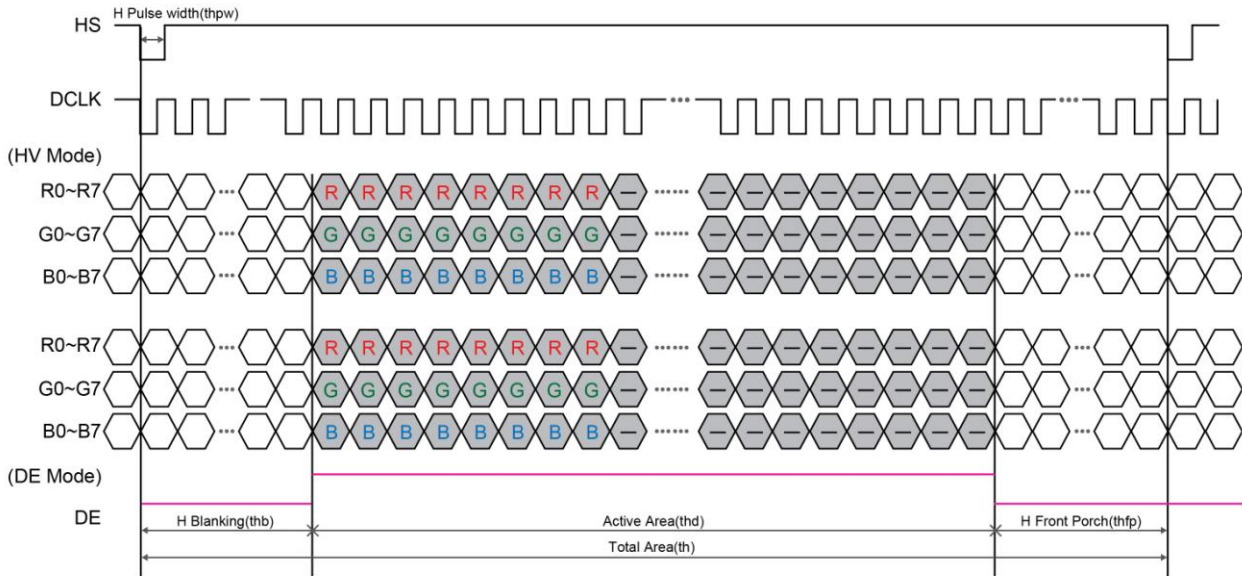 H Pulse width(thpw)
HS
DCLK
(HV Mode)
R0~R7 R R R R R R R R
G0~G7 G G G G G G G G
B0~B7 B B B B B B B B
R0~R7 R R R R R R R R
G0~G7 G G G G G G G G
B0~B7 B B B B B B B B
(DE Mode)
DE
H Blanking(thb) Active Area(thd) H Front Porch(thfp)
Total Area(th)